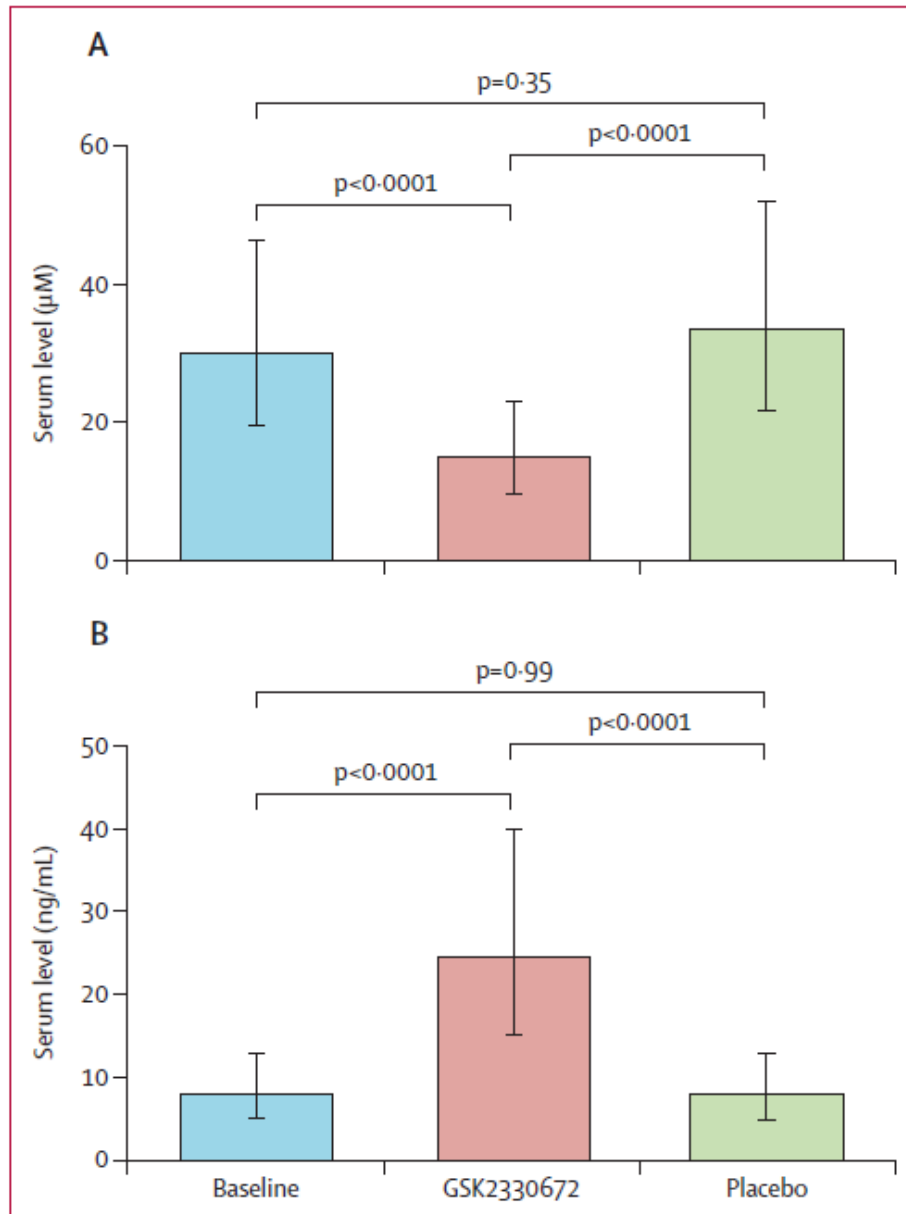 A
p=0·35
p<0·0001
p<0·0001
60
40
20
0
Serum level (µM)
B
p=0·99
p<0·0001
p<0·0001
50
40
30
20
10
0
Serum level (ng/mL)
Baseline GSK2330672 Placebo